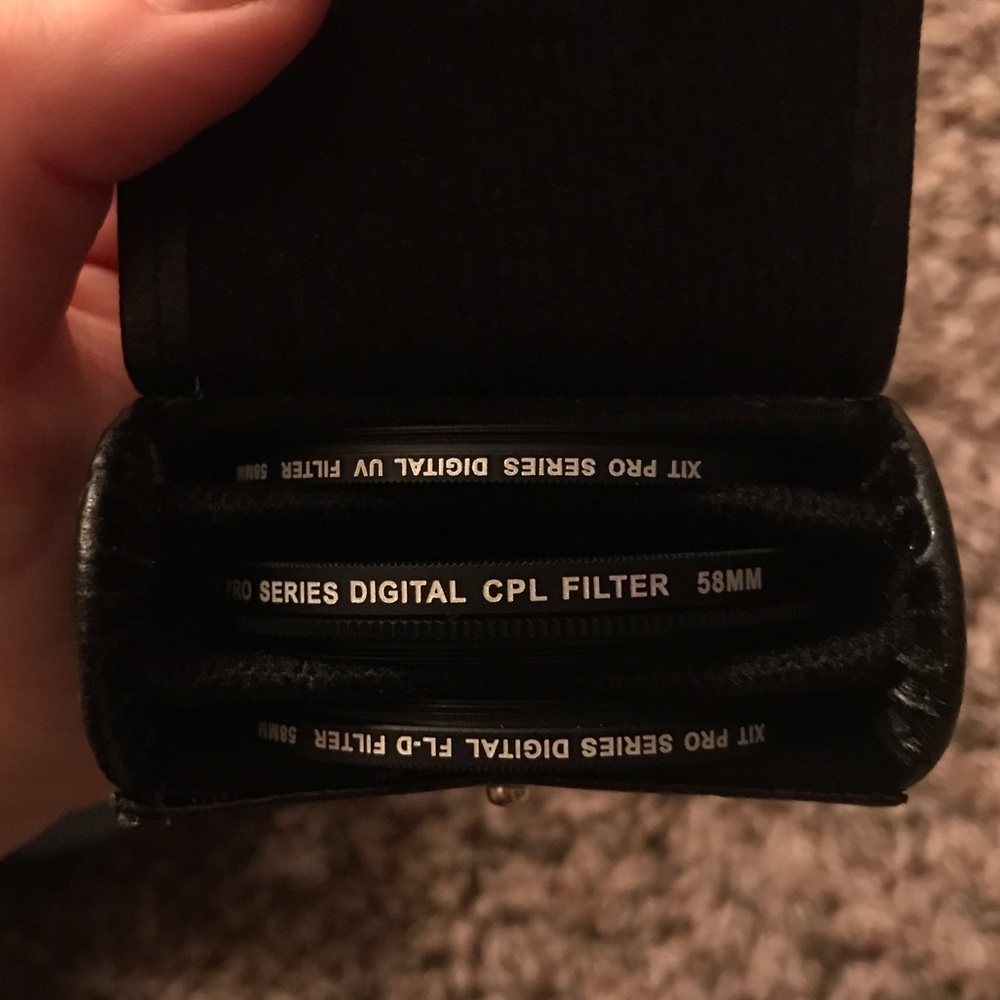 XIT PRO SERIES DIGITAL UV FILTER 58MM
PRO SERIES DIGITAL CPL FILTER 58MM
XIT PRO SERIES DIGITAL FL-D FILTER 58MM